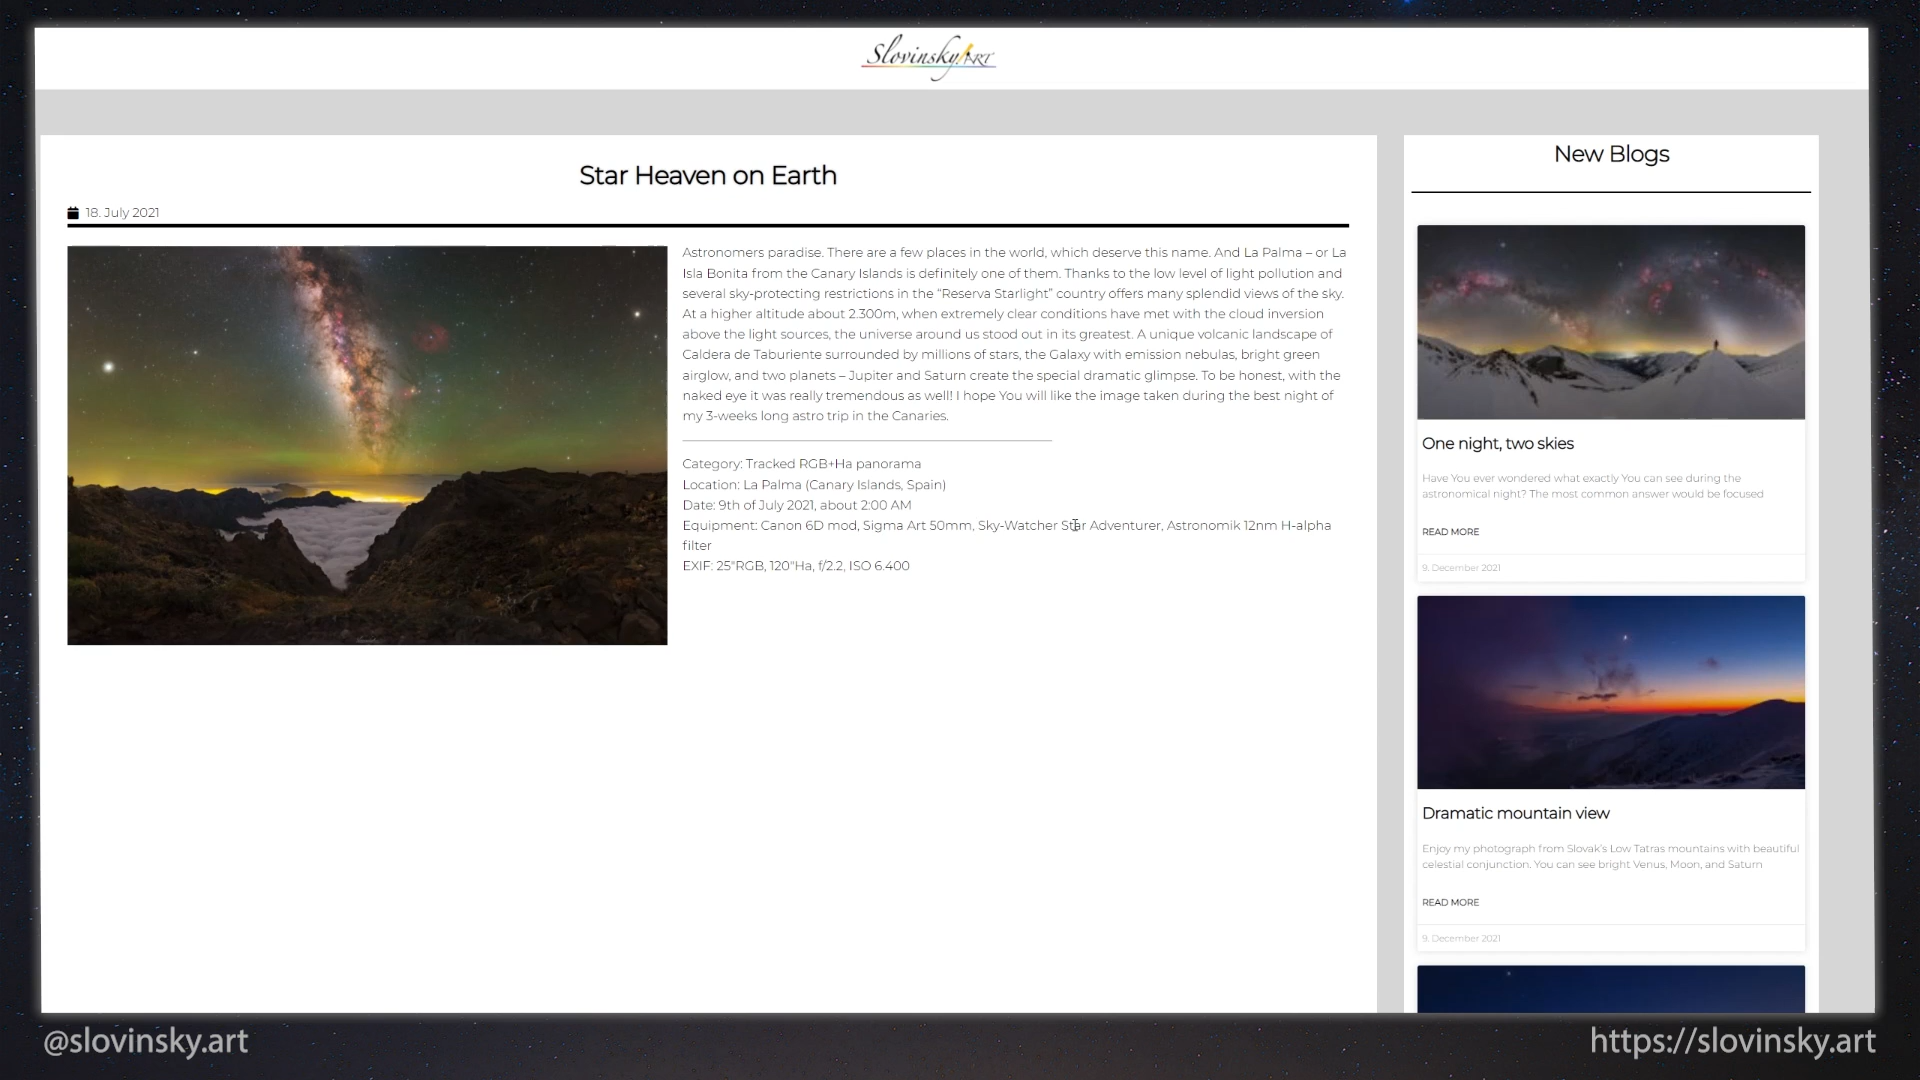 SlovinskyART
Star Heaven on Earth
18. July 2021
Astronomers paradise. There are a few places in the world, which deserve this name. And La Palma – or La
Isla Bonita from the Canary Islands is definitely one of them. Thanks to the low level of light pollution and
several sky-protecting restrictions in the “Reserva Starlight” country offers many splendid views of the sky.
At a higher altitude about 2.300m, when extremely clear conditions have met with the cloud inversion
above the light sources, the universe around us stood out in its greatest. A unique volcanic landscape of
Caldera de Taburiente surrounded by millions of stars, the Galaxy with emission nebulas, bright green
airglow, and two planets – Jupiter and Saturn create the special dramatic glimpse. To be honest, with the
naked eye it was really tremendous as well! I hope You will like the image taken during the best night of
my 3-weeks long astro trip in the Canaries.
Category: Tracked RGB+Ha panorama
Location: La Palma (Canary Islands, Spain)
Date: 9th of July 2021, about 2:00 AM
Equipment: Canon 6D mod, Sigma Art 50mm, Sky-Watcher Star Adventurer, Astronomik 12nm H-alpha
filter
EXIF: 25"RGB, 120"Ha, f/2.2, ISO 6.400
New Blogs
One night, two skies
Have You ever wondered what exactly You can see during the
astronomical night? The most common answer would be focused
READ MORE
9. December 2021
Dramatic mountain view
Enjoy my photograph from Slovak’s Low Tatras mountains with beautiful
celestial conjunction. You can see bright Venus, Moon, and Saturn
READ MORE
9. December 2021
@slovinsky.art
https://slovinsky.art